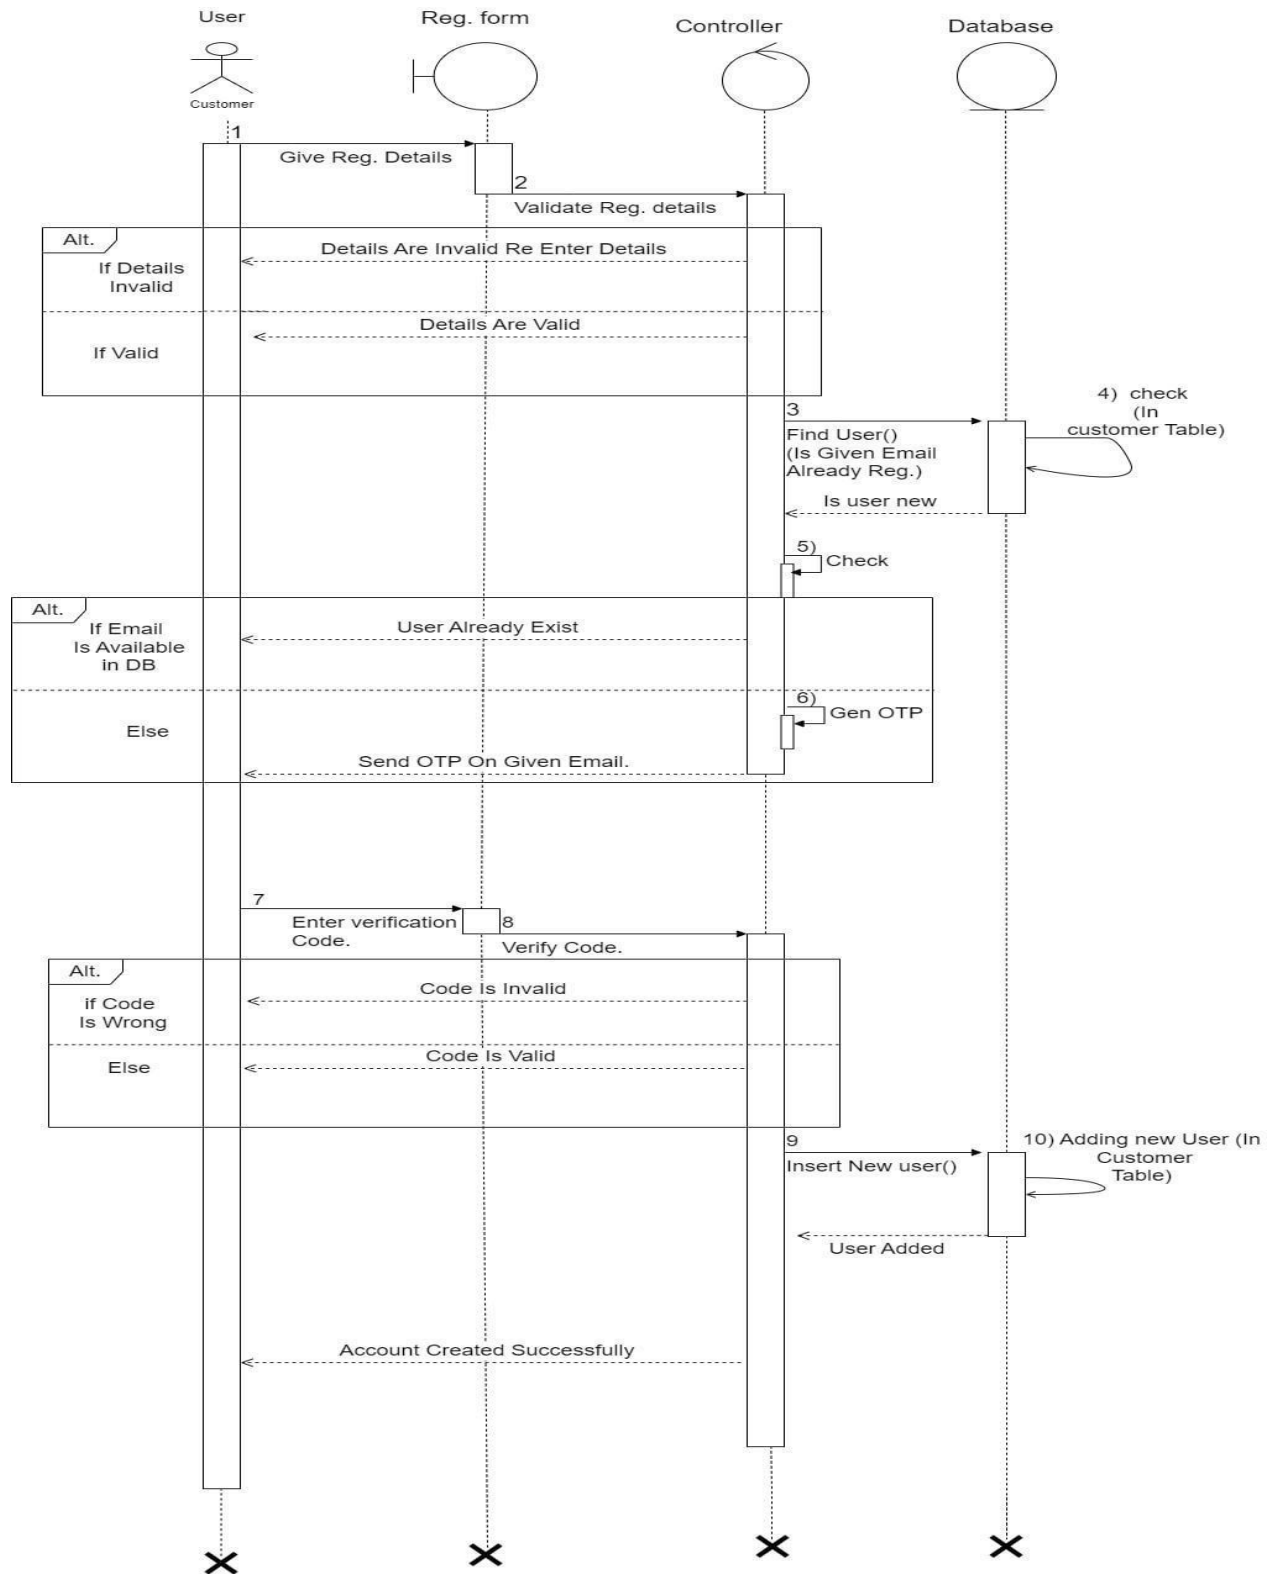 User
Reg. form
Controller
Database
Customer
1
Give Reg. Details
2
Validate Reg. details
Alt.
Details Are Invalid Re Enter Details
If Details
Invalid
Details Are Valid
If Valid
3
Find User()
(Is Given Email
Already Reg.)
4) check
(In
customer Table)
Is user new
5)
Check
Alt.
If Email
Is Available
in DB
User Already Exist
6)
Gen OTP
Else
Send OTP On Given Email.
7
Enter verification
Code.
8
Verify Code.
Alt.
if Code
Is Wrong
Code Is Invalid
Code Is Valid
Else
9
Insert New user()
10) Adding new User (In
Customer
Table)
User Added
Account Created Successfully